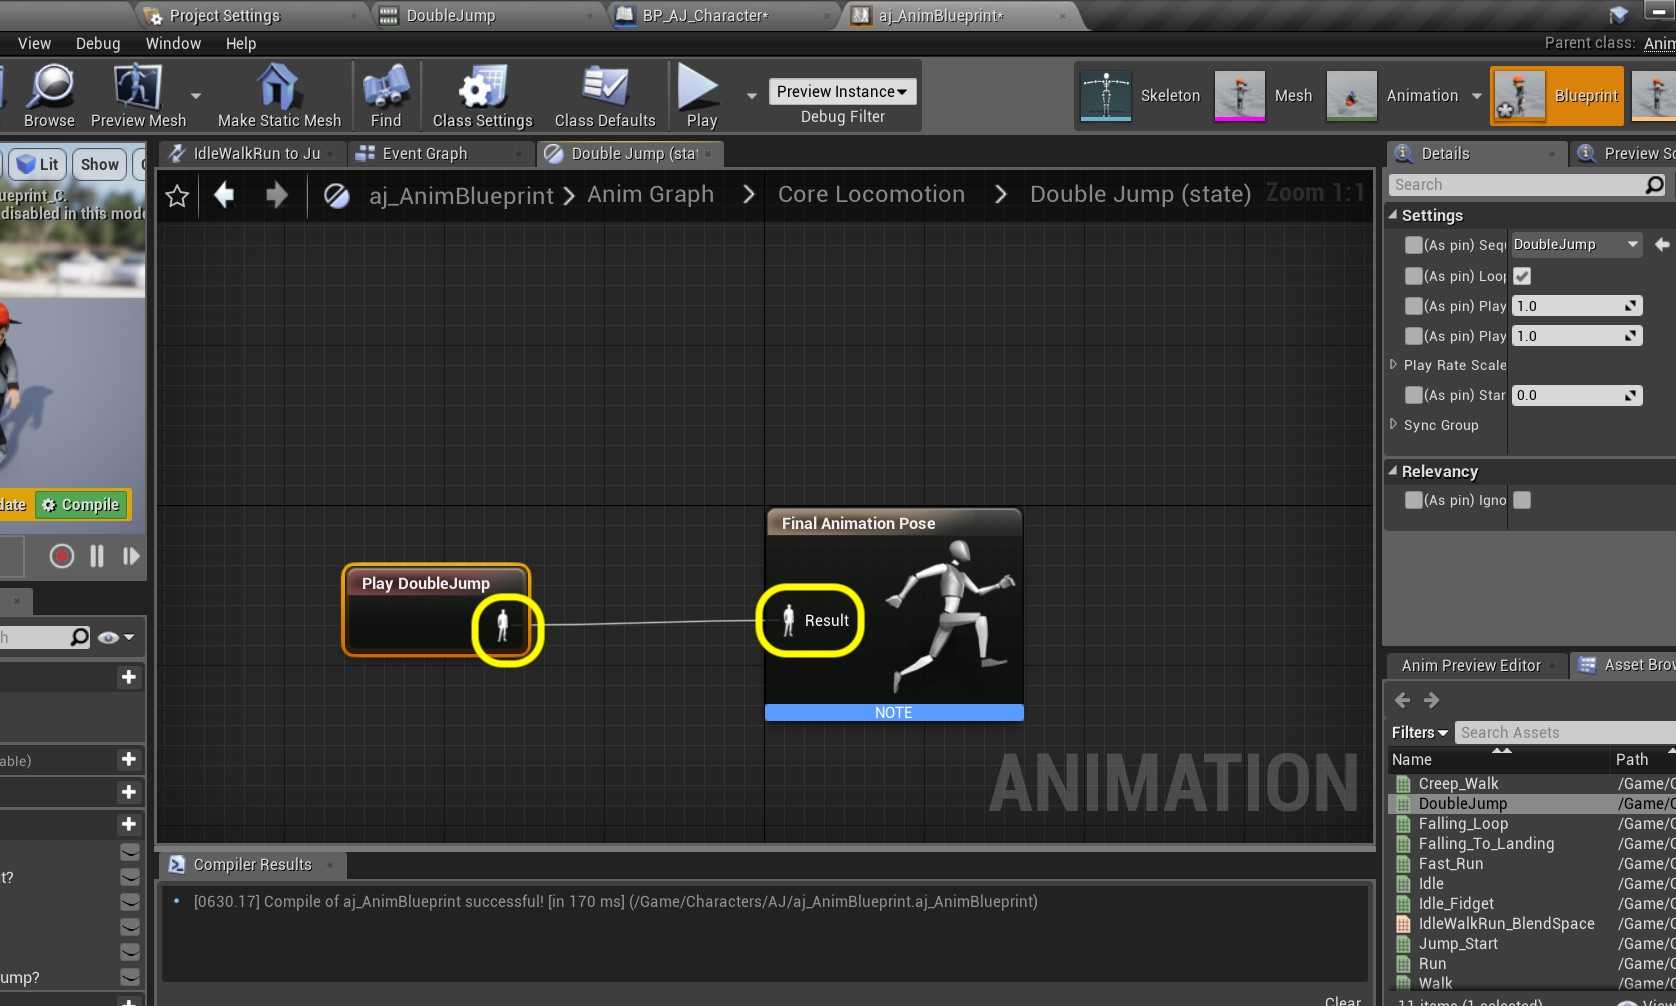 Project Settings
DoubleJump
BP_AJ_Character*
aj_AnimBlueprint*
View
Debug
Window
Help
Parent class:
Anim
Browse
Preview Mesh
Make Static Mesh
Find
Class Settings
Class Defaults
Play
Preview Instance
Debug Filter
Skeleton
Mesh
Animation
Blueprint
Lit
Show
ueprint_C.
disabled in this mode
IdleWalkRun to Ju
Event Graph
Double Jump (sta
aj_AnimBlueprint
Anim Graph
Core Locomotion
Double Jump (state)
Zoom 1:1
Details
Preview Sc
Search
Settings
(As pin) Sequ
DoubleJump
(As pin) Loop
(As pin) Play
1.0
(As pin) Play
1.0
Play Rate Scale
(As pin) Star
0.0
Sync Group
Relevancy
(As pin) Igno
date
Compile
Play DoubleJump
Final Animation Pose
Result
NOTE
ANIMATION
able)
t?
ump?
Compiler Results
[0630.17] Compile of aj_AnimBlueprint successful! [in 170 ms] (/Game/Characters/AJ/aj_AnimBlueprint.aj_AnimBlueprint)
Clear
Anim Preview Editor
Asset Brow
Filters
Search Assets
Name
Path
Creep_Walk
/Game/C
DoubleJump
/Game/C
Falling_Loop
/Game/C
Falling_To_Landing
/Game/C
Fast_Run
/Game/C
Idle
/Game/C
Idle_Fidget
/Game/C
IdleWalkRun_BlendSpace
/Game/C
Jump_Start
/Game/C
Run
/Game/C
Walk
/Game/C
11 items (1 selected)
View